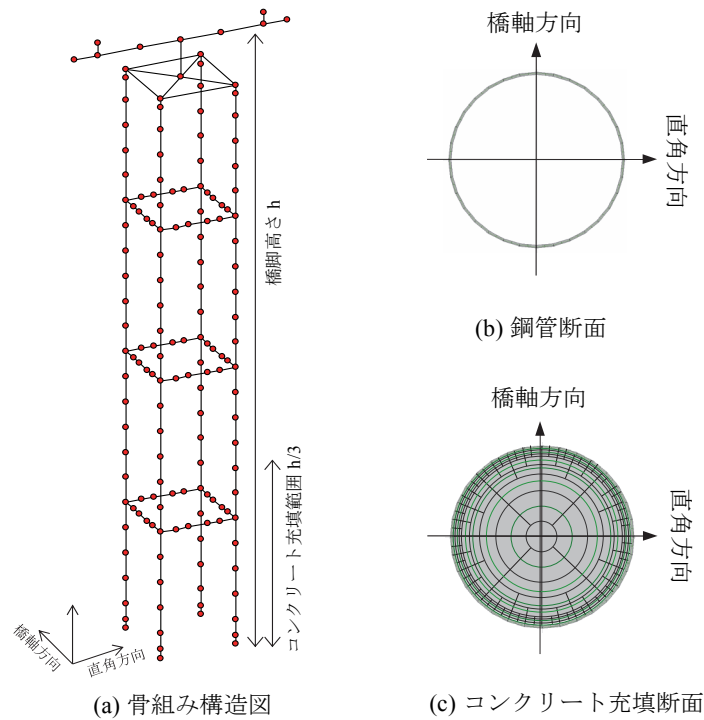 橋脚高さ h
コンクリート充填範囲 h/3
橋軸方向
直角方向
(a) 骨組み構造図
橋軸方向
直角方向
(b) 鋼管断面
橋軸方向
直角方向
(c) コンクリート充填断面